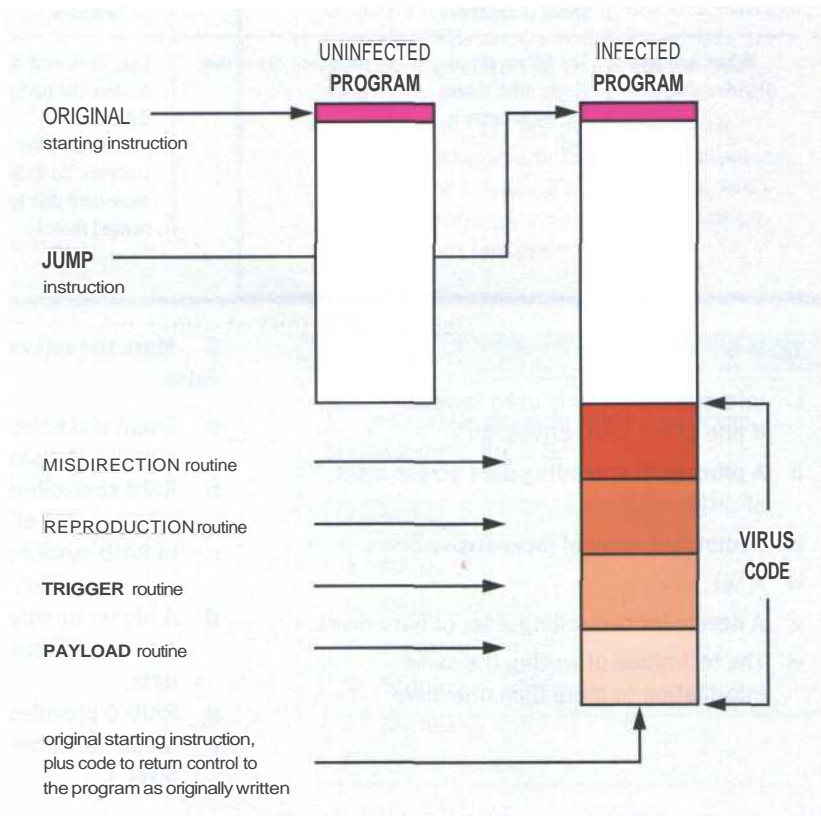 UNINFECTED
PROGRAM
INFECTED
PROGRAM
ORIGINAL
starting instruction
JUMP
instruction
MISDIRECTION routine
REPRODUCTION routine
TRIGGER routine
PAYLOAD routine
VIRUS
CODE
original starting instruction,
plus code to return control to
the program as originally written